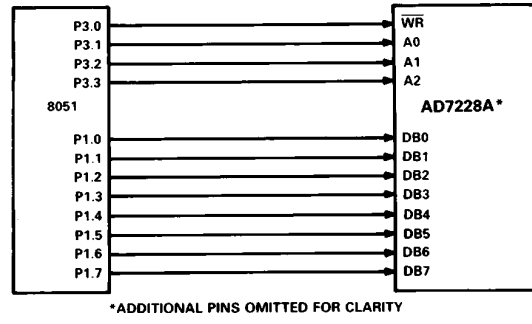 P3.0 WR
P3.1 A0
P3.2 A1
P3.3 A2
8051 AD7228A*
P1.0 DB0
P1.1 DB1
P1.2 DB2
P1.3 DB3
P1.4 DB4
P1.5 DB5
P1.6 DB6
P1.7 DB7
*ADDITIONAL PINS OMITTED FOR CLARITY